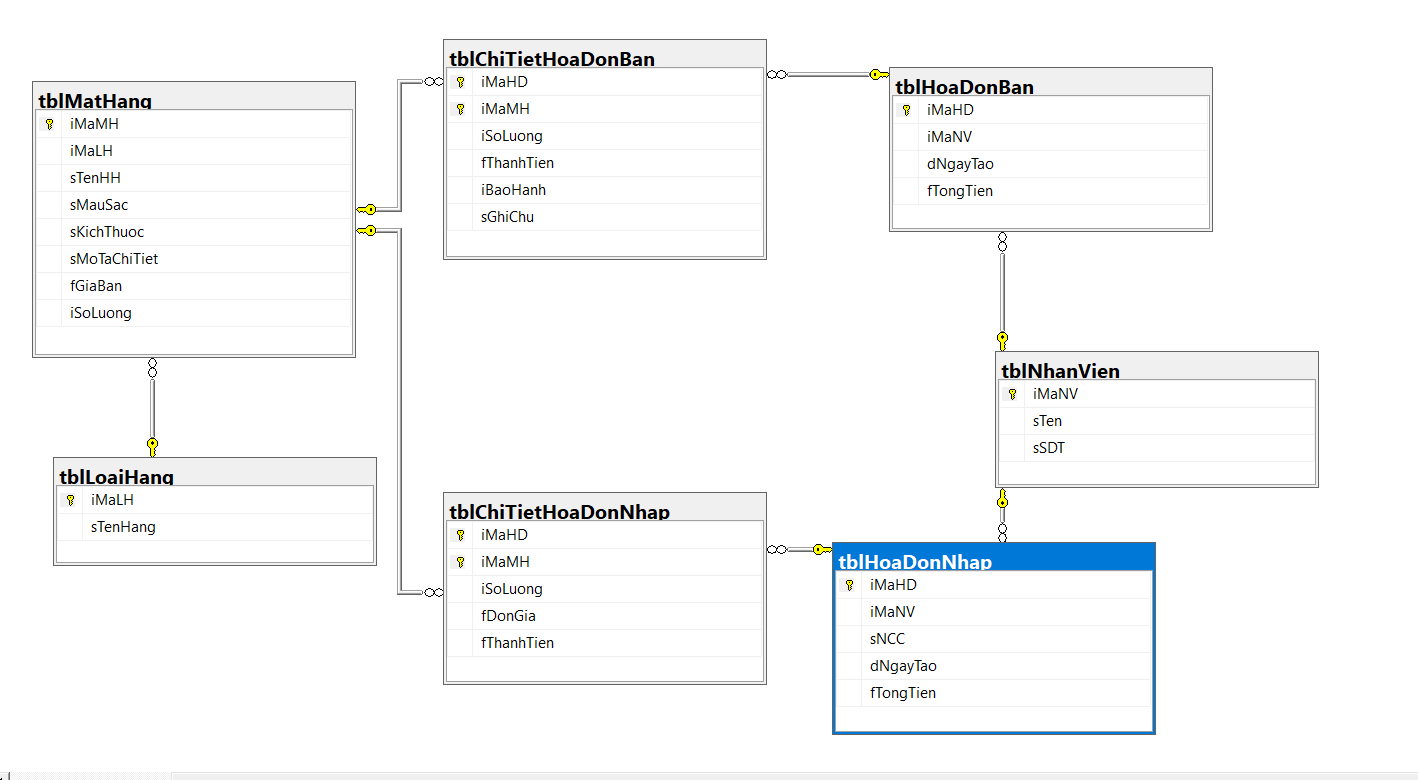 tblMatHang
iMaMH
iMaLH
sTenHH
sMauSac
sKichThuoc
sMoTaChiTiet
fGiaBan
iSoLuong
tblChiTietHoaDonBan
iMaHD
iMaMH
iSoLuong
fThanhTien
iBaoHanh
sGhiChu
tblHoaDonBan
iMaHD
iMaNV
dNgayTao
fTongTien
tblNhanVien
iMaNV
sTen
sSDT
tblLoaiHang
iMaLH
sTenHang
tblChiTietHoaDonNhap
iMaHD
iMaMH
iSoLuong
fDonGia
fThanhTien
tblHoaDonNhap
iMaHD
iMaNV
sNCC
dNgayTao
fTongTien